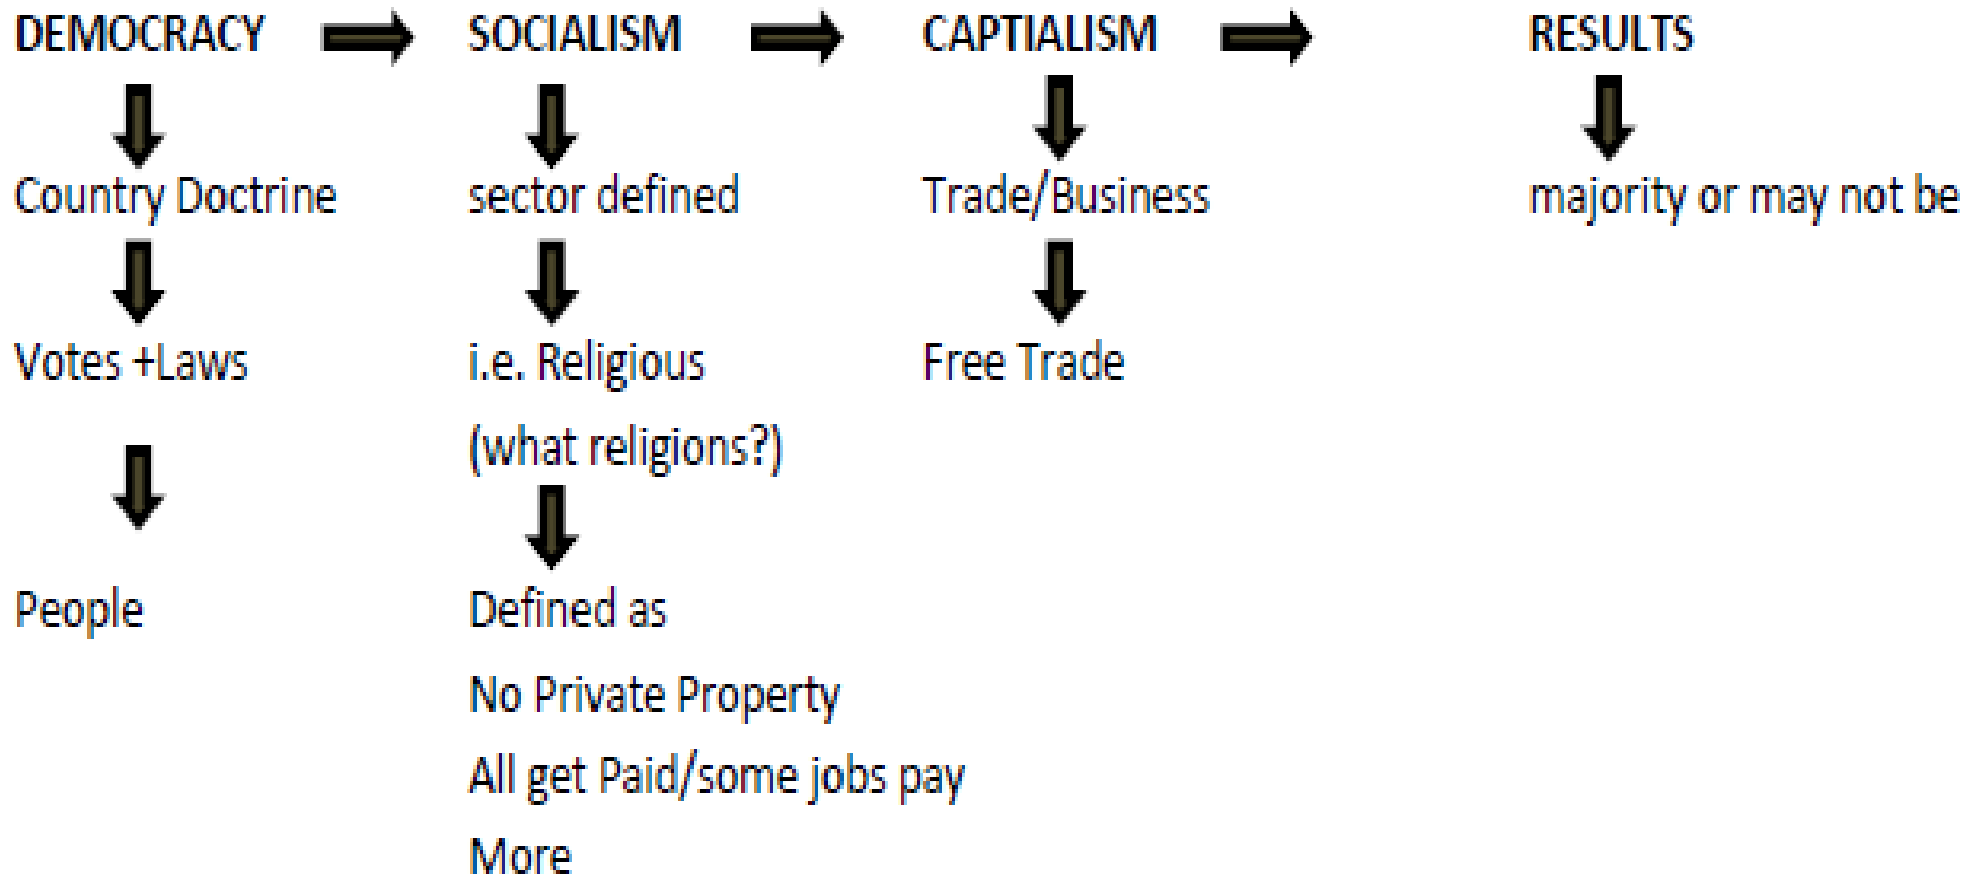 DEMOCRACY SOCIALISM CAPTIALISM RESULTS
Country Doctrine sector defined Trade/Business majority or may not be
Votes +Laws i.e. Religious Free Trade
(what religions?)
People Defined as
No Private Property
All get Paid/some jobs pay
More